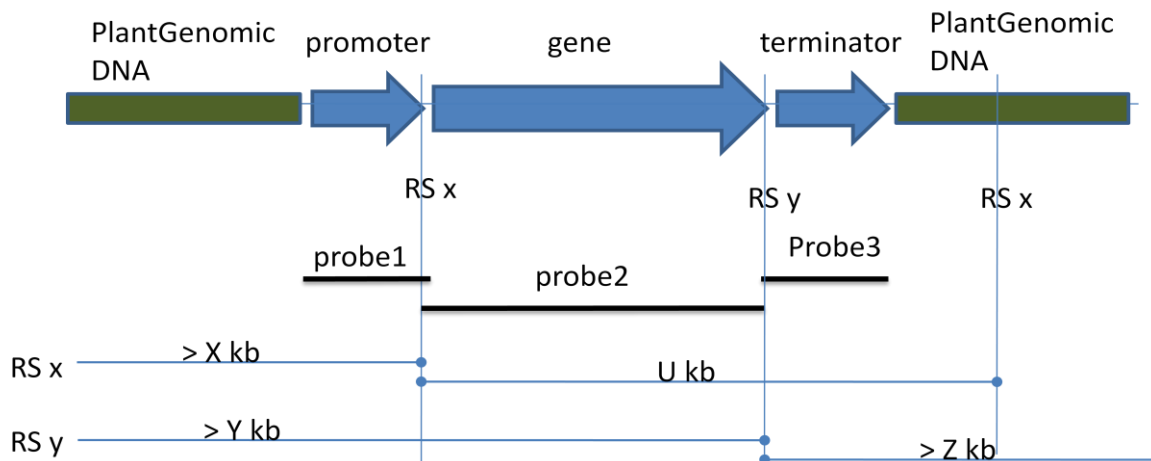 PlantGenomic
DNA
promoter
gene
terminator
PlantGenomic
DNA
RS x
RS y
RS x
probe1
probe2
Probe3
RS x
> X kb
U kb
RS y
> Y kb
> Z kb